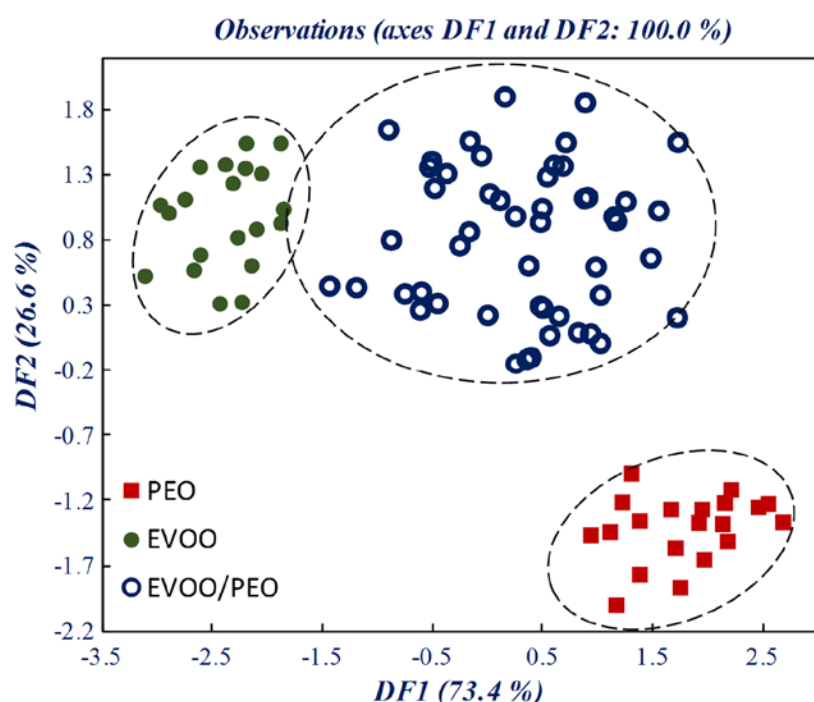 Observations (axes DF1 and DF2: 100.0 %)
1.8
1.3
0.8
0.3
-0.2
-0.7
-1.2
-1.7
-2.2
DF2 (26.6 %)
PEO
EVOO
EVOO/PEO
-3.5 -2.5 -1.5 -0.5 0.5 1.5 2.5
DF1 (73.4 %)